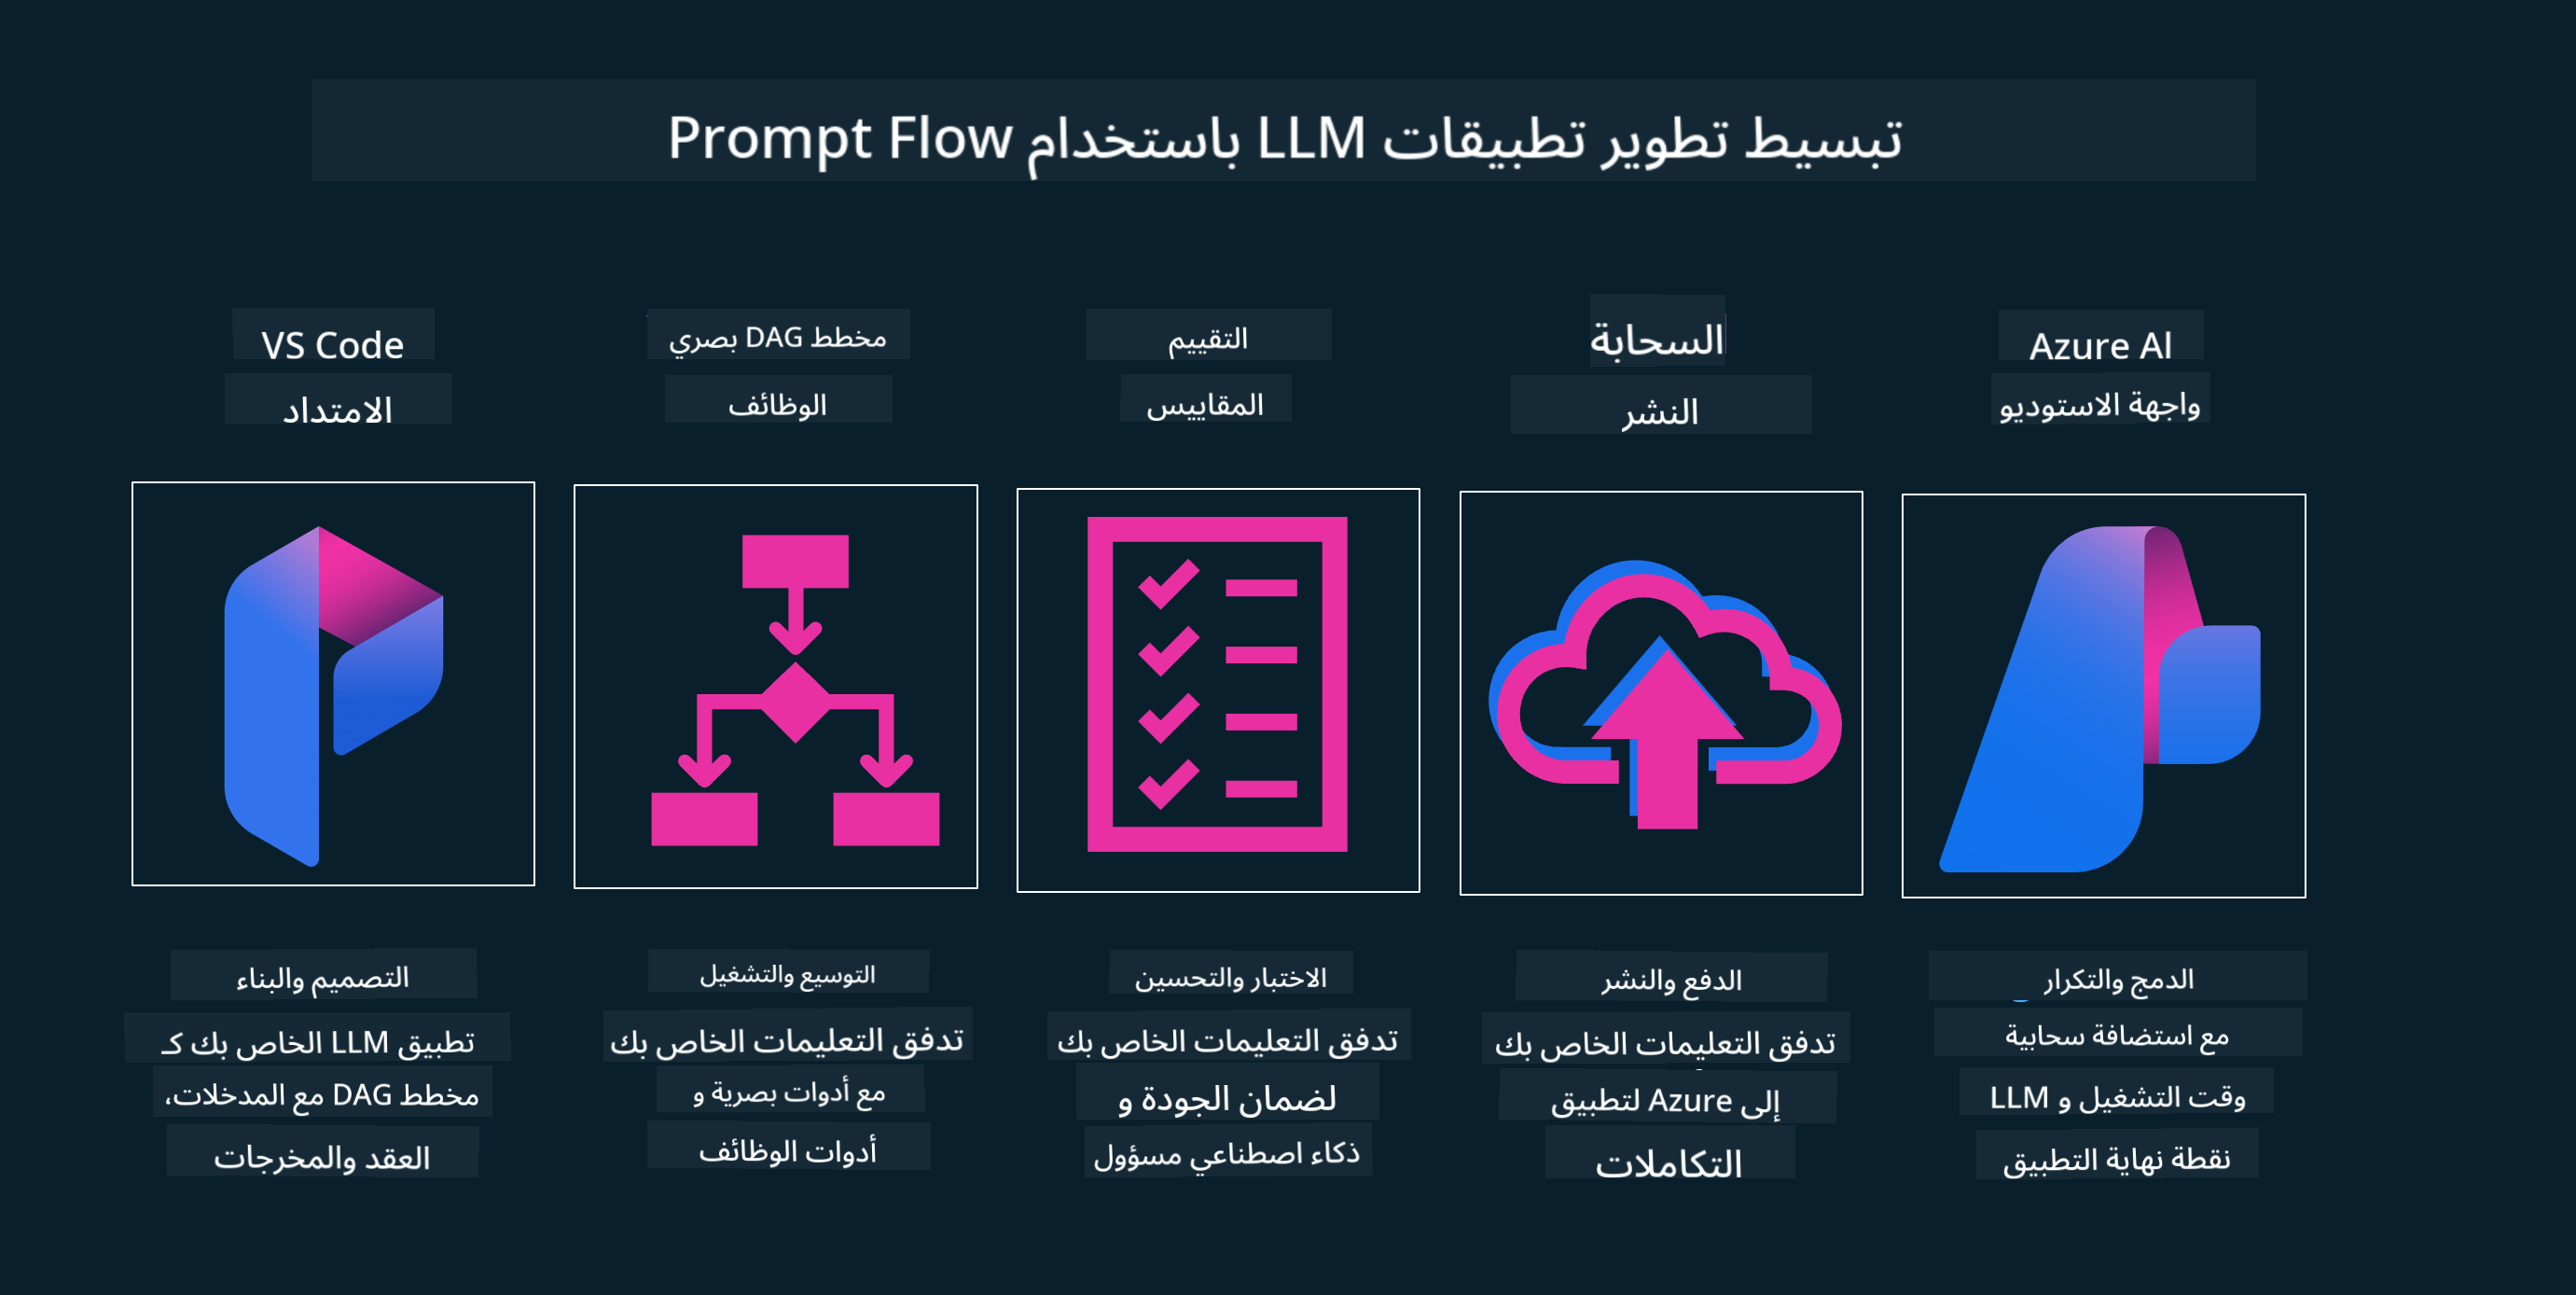 تبسيط تطوير تطبيقات LLM باستخدام Prompt Flow
VS Code
الامتداد
مخطط DAG بصري
الوظائف
التقييم
المقاييس
السحابة
النشر
Azure AI
واجهة الاستوديو
التصميم والبناء
تطبيق LLM الخاص بك كـ
مخطط DAG مع المدخلات،
العقد والمخرجات
التوسيع والتشغيل
تدفق التعليمات الخاص بك
مع أدوات بصرية و
أدوات الوظائف
الاختبار والتحسين
تدفق التعليمات الخاص بك
لضمان الجودة و
ذكاء اصطناعي مسؤول
الدفع والنشر
تدفق التعليمات الخاص بك
إلى Azure لتطبيق
التكاملات
الدمج والتكرار
مع استضافة سحابية
وقت التشغيل و LLM
نقطة نهاية التطبيق